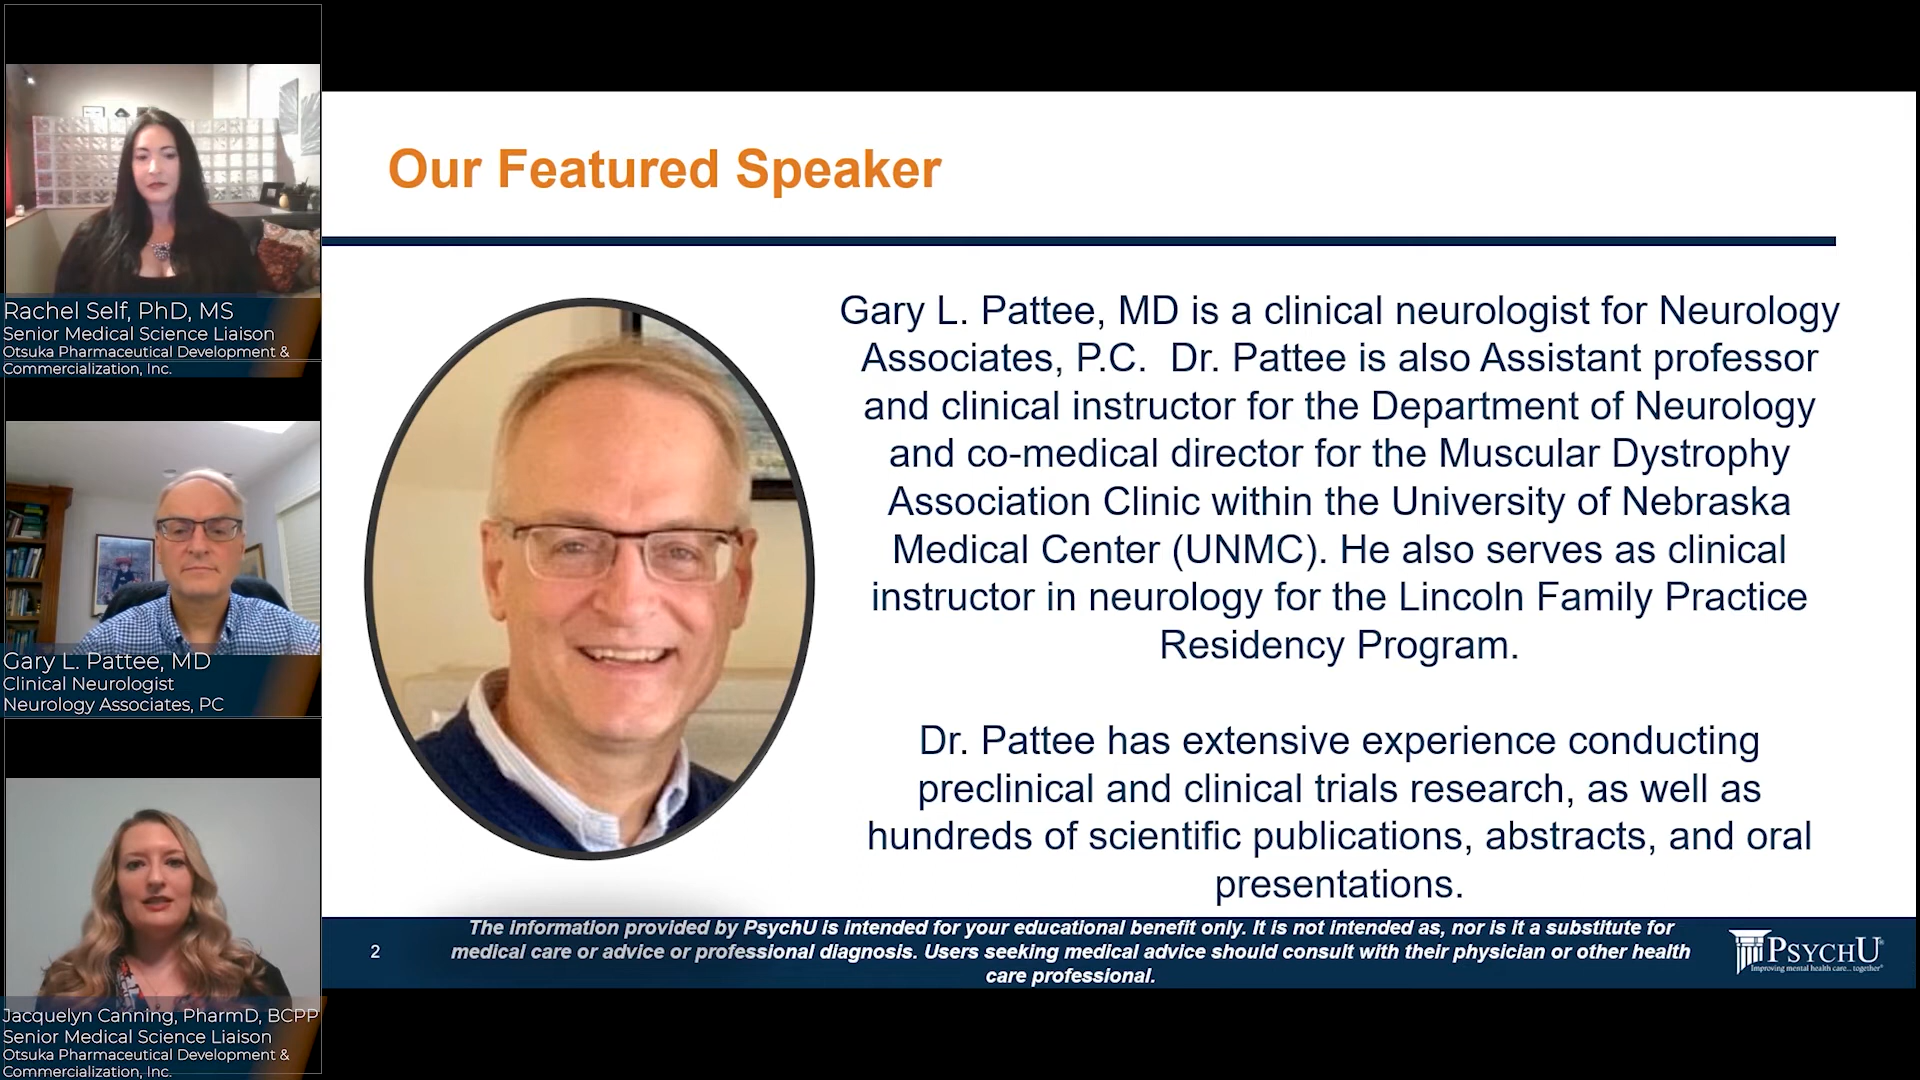 Rachel Self, PhD, MS
Senior Medical Science Liaison
Otsuka Pharmaceutical Development &
Commercialization, Inc.
Gary L. Pattee, MD
Clinical Neurologist
Neurology Associates, PC
Jacquelyn Canning, PharmD, BCPP
Senior Medical Science Liaison
Otsuka Pharmaceutical Development &
Commercialization, Inc.
Our Featured Speaker
Gary L. Pattee, MD is a clinical neurologist for Neurology
Associates, P.C.  Dr. Pattee is also Assistant professor
and clinical instructor for the Department of Neurology
and co-medical director for the Muscular Dystrophy
Association Clinic within the University of Nebraska
Medical Center (UNMC). He also serves as clinical
instructor in neurology for the Lincoln Family Practice
Residency Program.
Dr. Pattee has extensive experience conducting
preclinical and clinical trials research, as well as
hundreds of scientific publications, abstracts, and oral
presentations.
2
The information provided by PsychU is intended for your educational benefit only. It is not intended as, nor is it a substitute for
medical care or advice or professional diagnosis. Users seeking medical advice should consult with their physician or other health
care professional.
PSYCHU®
Improving mental health care... together®